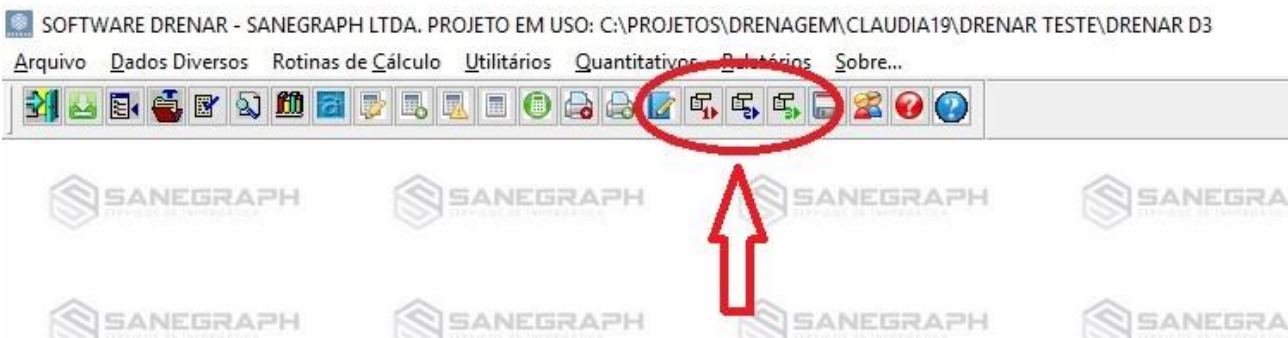 SOFTWARE DRENAR - SANEGRAPH LTDA. PROJETO EM USO: C:\PROJETOS\DRENAGEM\CLAUDIA19\DRENAR TESTE\DRENAR D3
Arquivo Dados Diversos Rotinas de Cálculo Utilitários Quantitativos Relatórios Sobre...
SANEGRAPH SANEGRAPH SANEGRAPH SANEGRA
SANEGRAPH SANEGRAPH SANEGRAPH SANEGRA